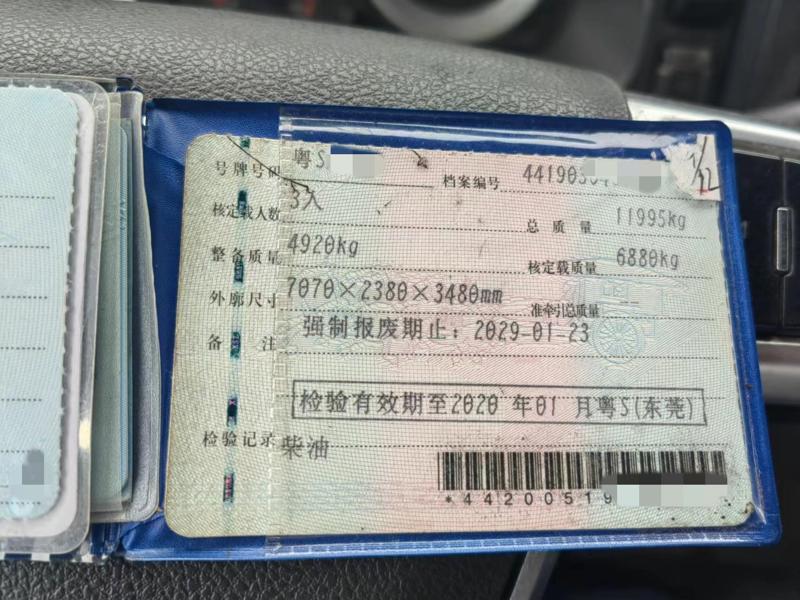 号牌号码 粤S 档案编号 441903
核定载人数 3人 总质量 11995kg
整备质量 4920kg 核定载质量 6880kg
外廓尺寸 7070×2380×3480mm 准牵引总质量 --
备注 强制报废期止：2029-01-23
检验有效期至2020 年01 月粤S(东莞)
检验记录 柴油
*44200519